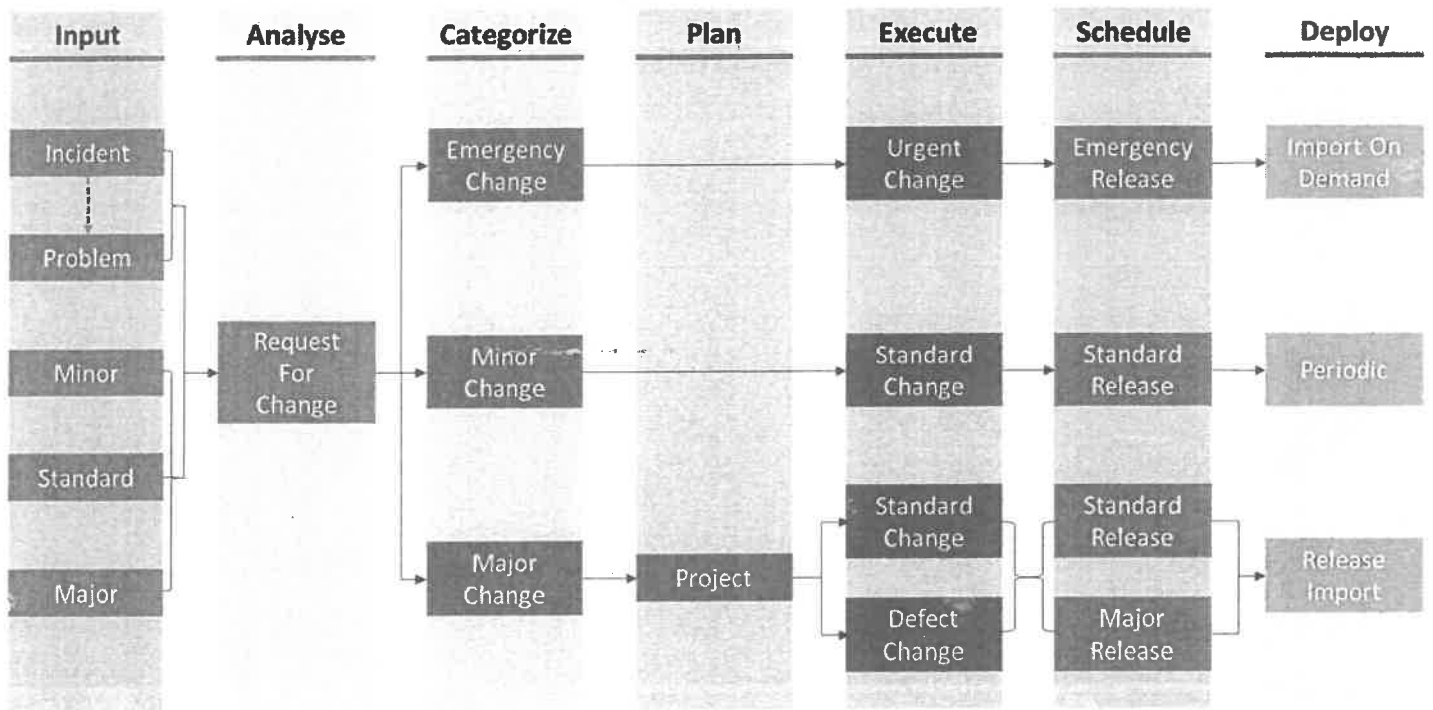 Input
Analyse
Categorize
Plan
Execute
Schedule
Deploy
Incident
Problem
Minor
Standard
Major
Request
For
Change
Emergency
Change
Minor
Change
Major
Change
Project
Urgent
Change
Standard
Change
Standard
Change
Defect
Change
Emergency
Release
Standard
Release
Standard
Release
Major
Release
Import On
Demand
Periodic
Release
Import